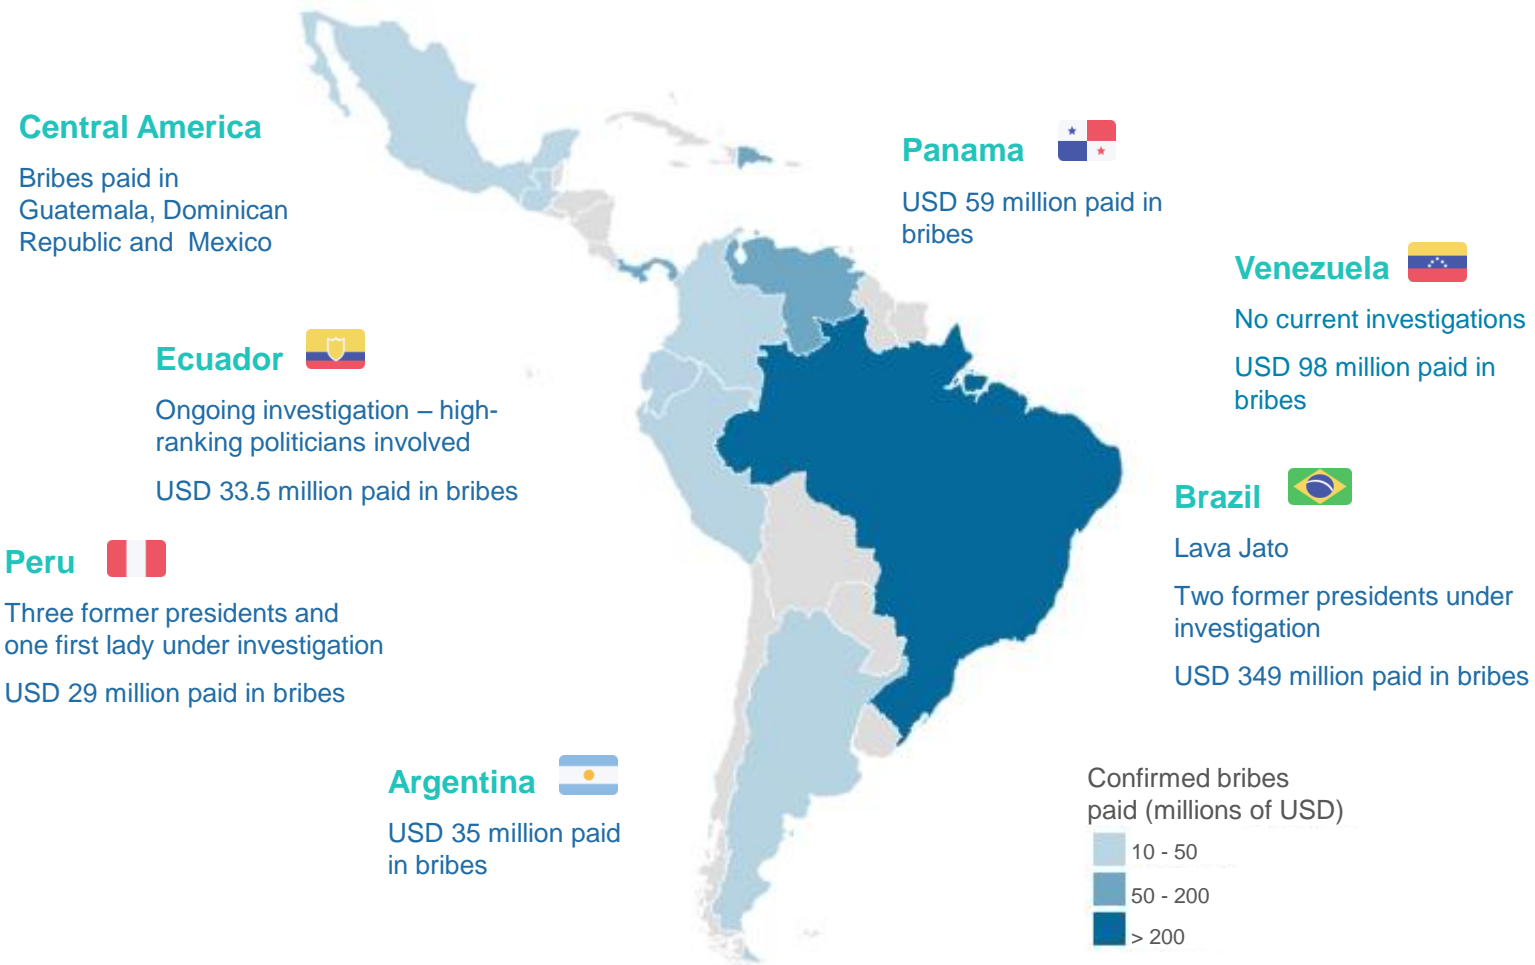 Central America
Bribes paid in
Guatemala, Dominican
Republic and Mexico
Panama
USD 59 million paid in
bribes
Venezuela
No current investigations
USD 98 million paid in
bribes
Ecuador
Ongoing investigation – high-
ranking politicians involved
USD 33.5 million paid in bribes
Brazil
Lava Jato
Two former presidents under
investigation
USD 349 million paid in bribes
Peru
Three former presidents and
one first lady under investigation
USD 29 million paid in bribes
Argentina
USD 35 million paid
in bribes
Confirmed bribes
paid (millions of USD)
10 - 50
50 - 200
> 200